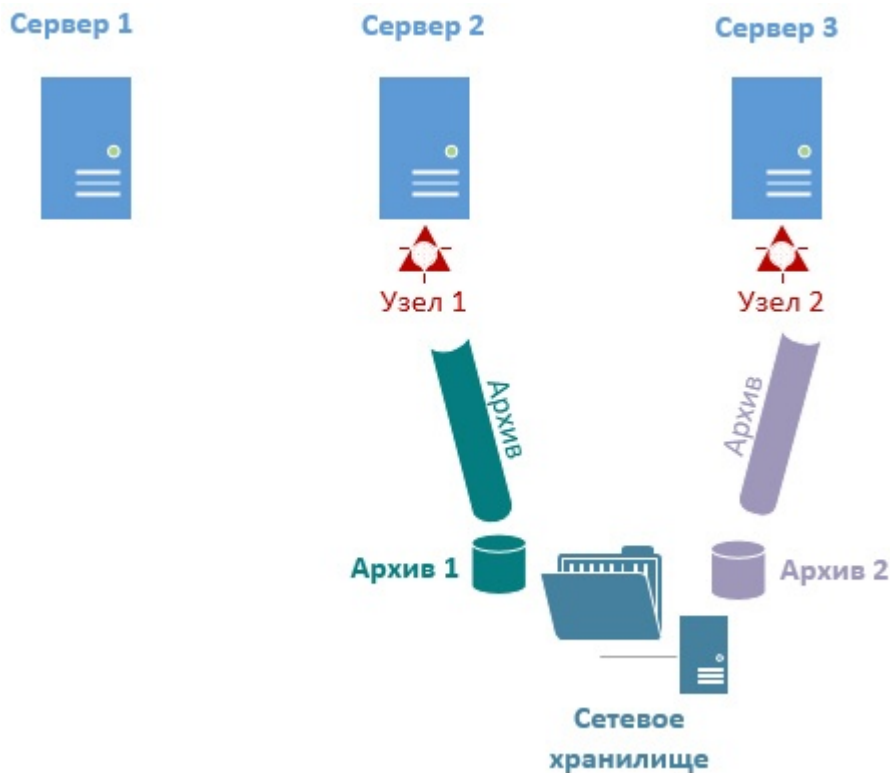 Сервер 1
Сервер 2
Сервер 3
Узел 1
Узел 2
Архив
Архив
Архив 1
Архив 2
Сетевое
хранилище